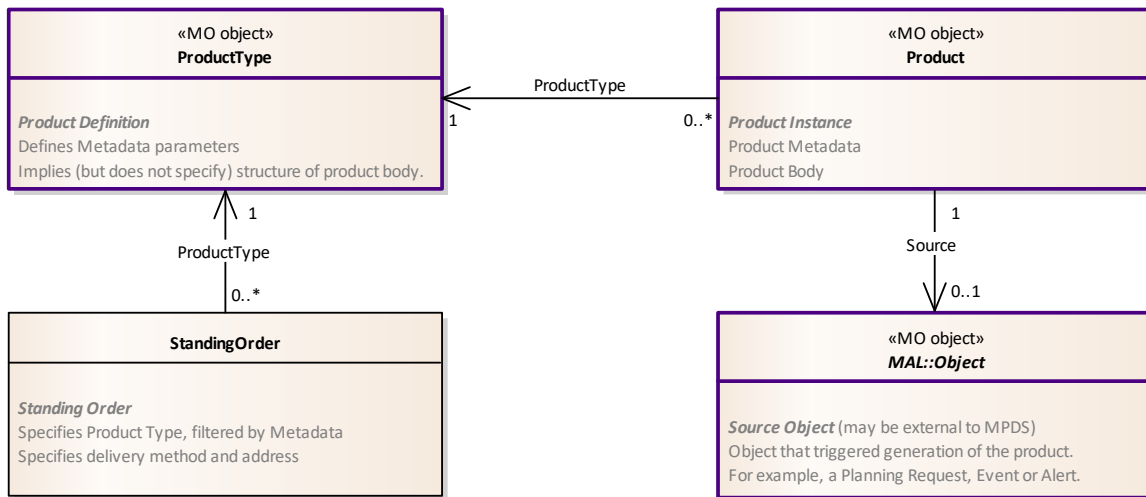 «MO object»
ProductType
Product Definition
Defines Metadata parameters
Implies (but does not specify) structure of product body.
ProductType
1
0..*
«MO object»
Product
Product Instance
Product Metadata
Product Body
1
ProductType
0..*
1
Source
0..1
StandingOrder
Standing Order
Specifies Product Type, filtered by Metadata
Specifies delivery method and address
«MO object»
MAL::Object
Source Object (may be external to MPDS)
Object that triggered generation of the product.
For example, a Planning Request, Event or Alert.